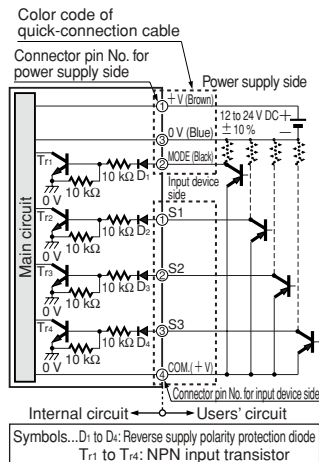 Color code of
quick-connection cable
Connector pin No. for
power supply side
Power supply side
1 + V (Brown)
12 to 24 V DC +
± 10 % −
3 0 V (Blue)
Tr1
2 MODE (Black)
10 kΩ D1
10 kΩ
0 V
Input device
side
Main circuit
Tr2
1 S1
10 kΩ D2
10 kΩ
0 V
Tr3
2 S2
10 kΩ D3
10 kΩ
0 V
Tr4
3 S3
10 kΩ D4
10 kΩ
0 V
4 COM.(+ V)
Connector pin No. for input device side
Internal circuit Users' circuit
Symbols...D1 to D4: Reverse supply polarity protection diode
Tr1 to Tr4: NPN input transistor